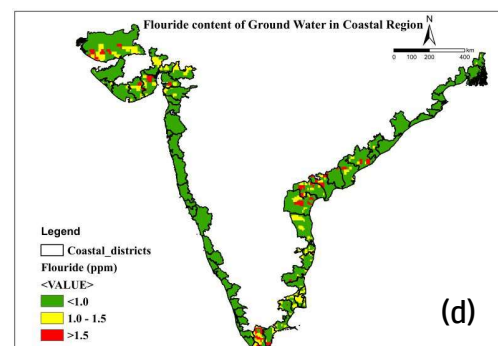 Flouride content of Ground Water in Coastal Region
N
0 100 200 400
km
Legend
Coastal_districts
Flouride (ppm)
<VALUE>
<1.0
1.0 - 1.5
>1.5
(d)